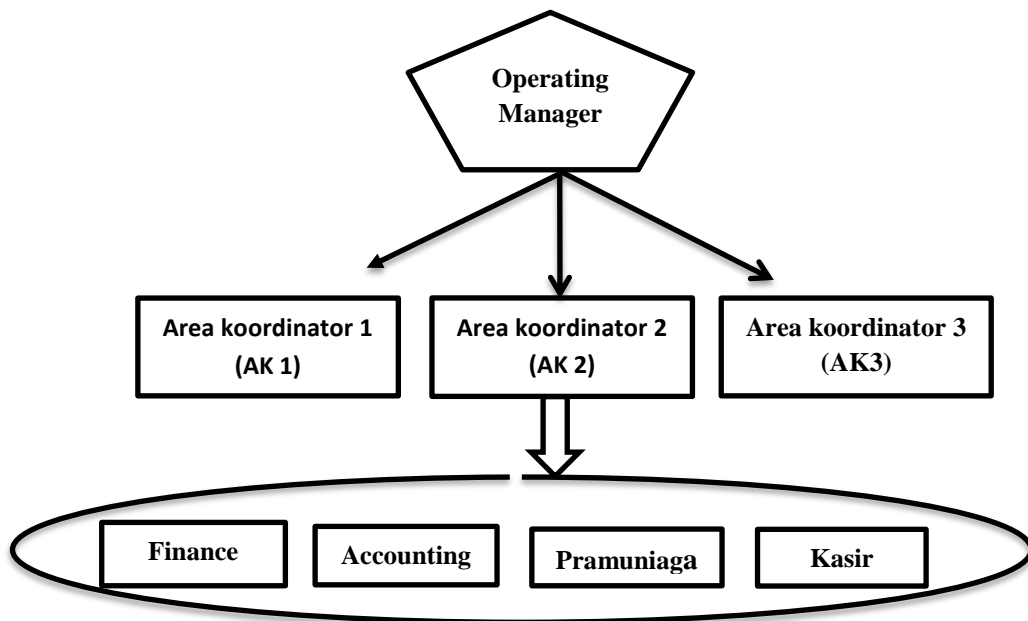 Operating
Manager
Area koordinator 1
(AK 1)
Area koordinator 2
(AK 2)
Area koordinator 3
(AK3)
Finance
Accounting
Pramuniaga
Kasir